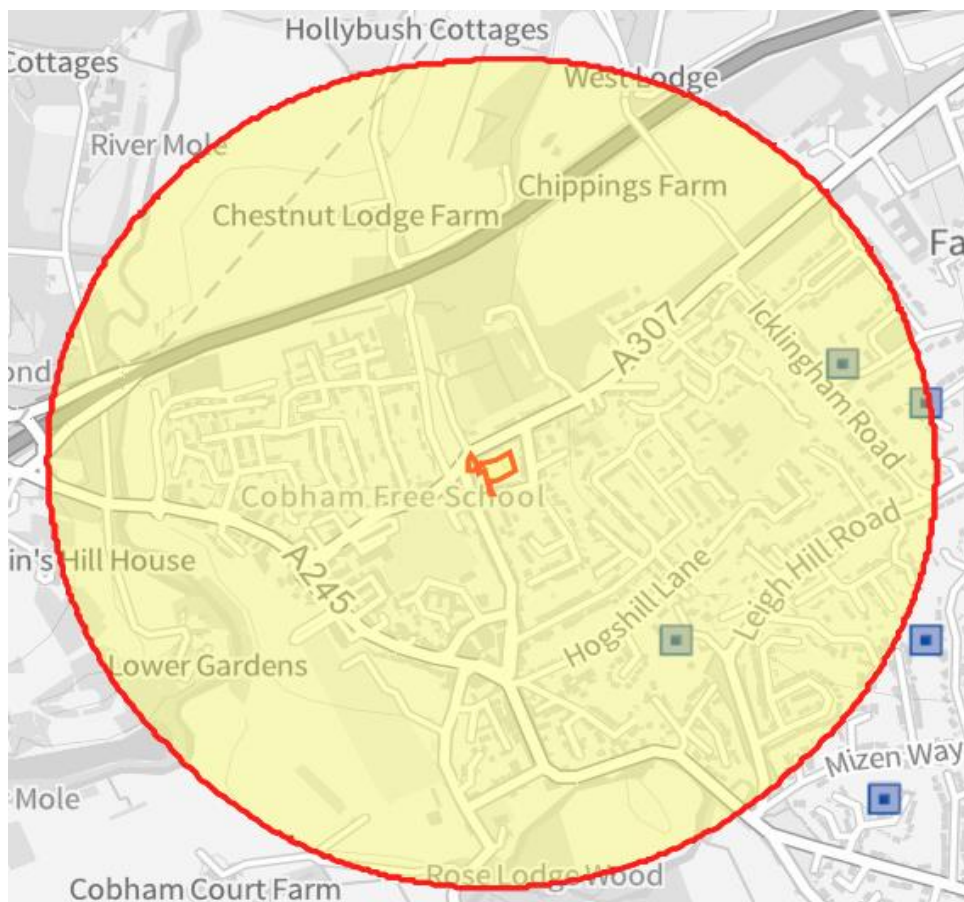 Hollybush Cottages
Cottages
West Lodge
River Mole
Chippings Farm
Chestnut Lodge Farm
Fa
A307
Icklingham Road
ond
Cobham Free School
in's Hill House
A245
Leigh Hill Road
Hogshill Lane
Lower Gardens
Mizen Way
Mole
Rose Lodge Wood
Cobham Court Farm